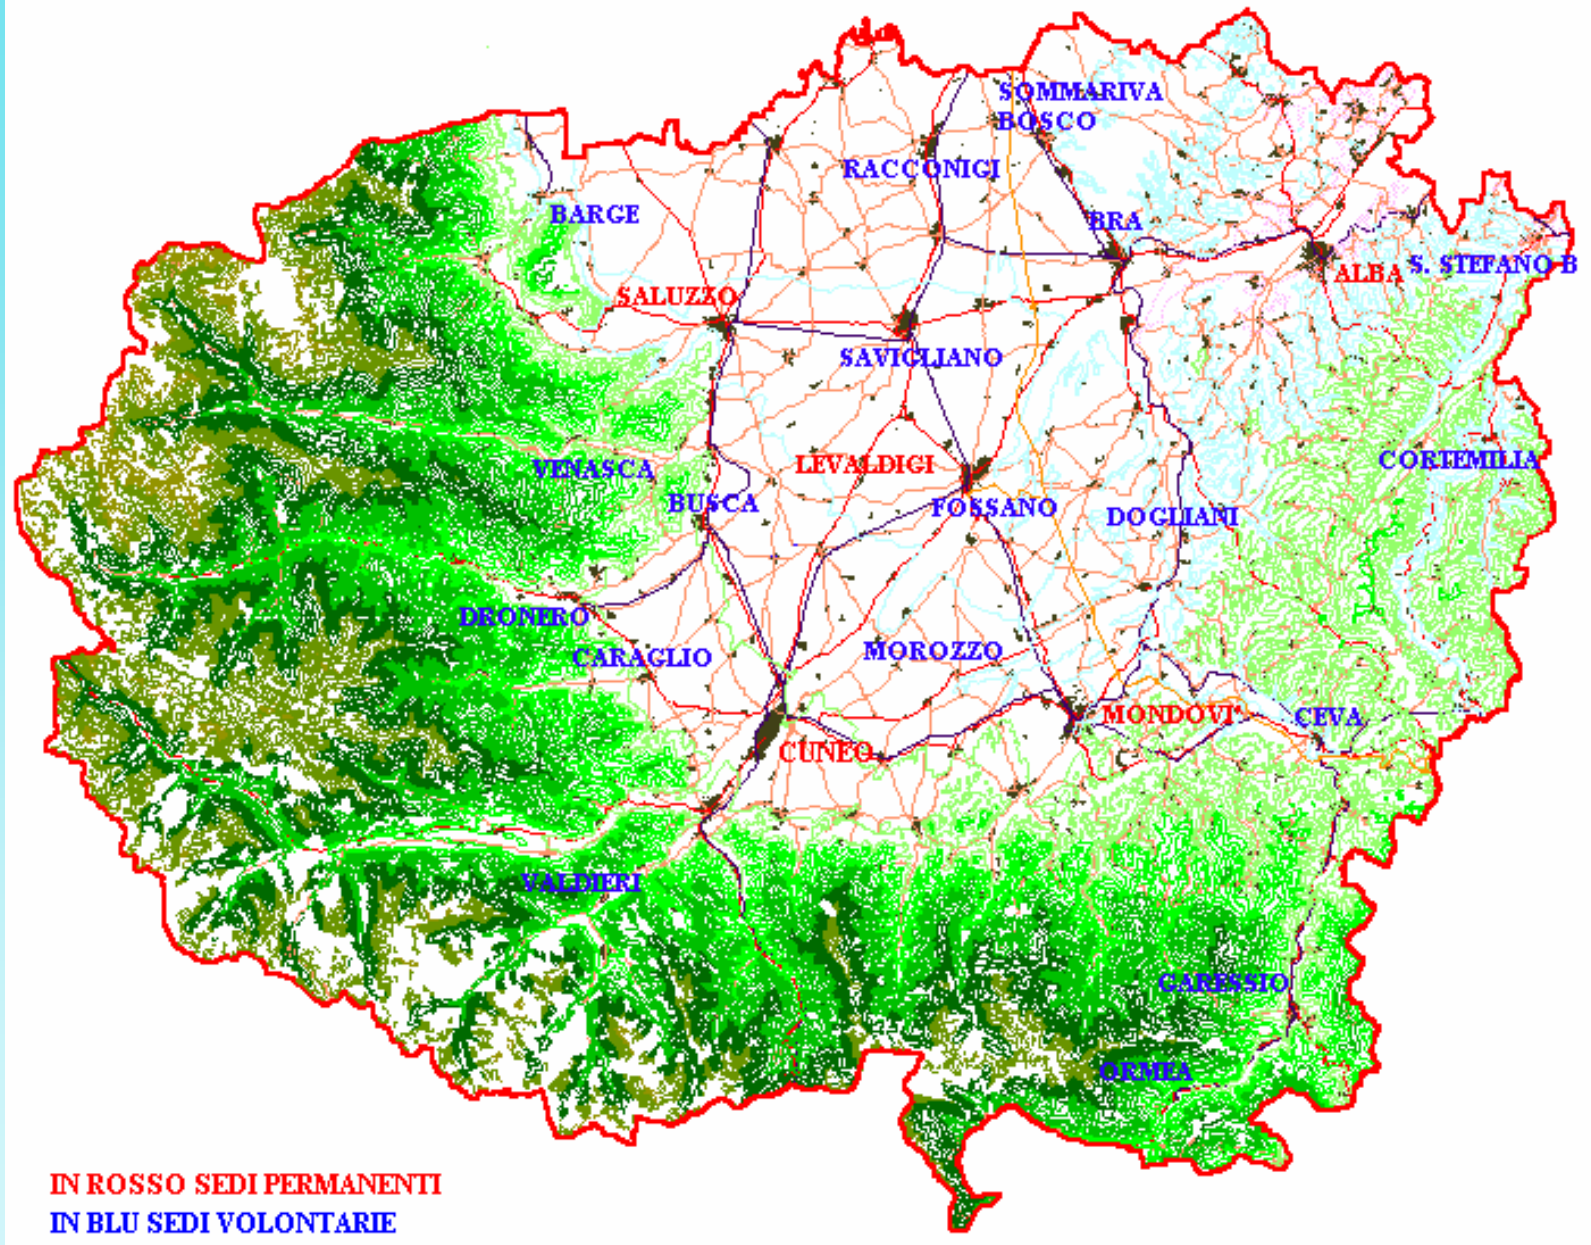 SOMMARIVA
BOSCO
RACCONIGI
BARGE
BRA
S. STEFANO B
ALBA
SALUZZO
SAVIGLIANO
VENASCA
LEVALDIGI
CORTEMILIA
BUSCA
FOSSANO
DOGLIANI
DRONERO
CARAGLIO
MOROZZO
MONDOVI'
CEVA
CUNEO
VALDIERI
GARESSIO
ORMEA
IN ROSSO SEDI PERMANENTI
IN BLU SEDI VOLONTARIE